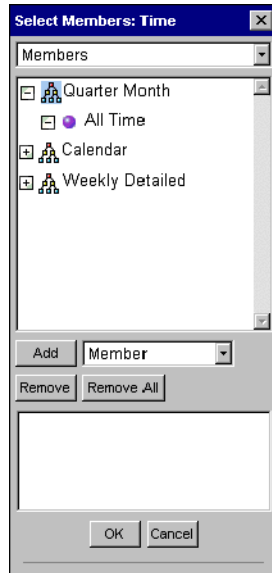 Select Members: Time
Members
Quarter Month
All Time
Calendar
Weekly Detailed
Add Member
Remove Remove All
OK Cancel